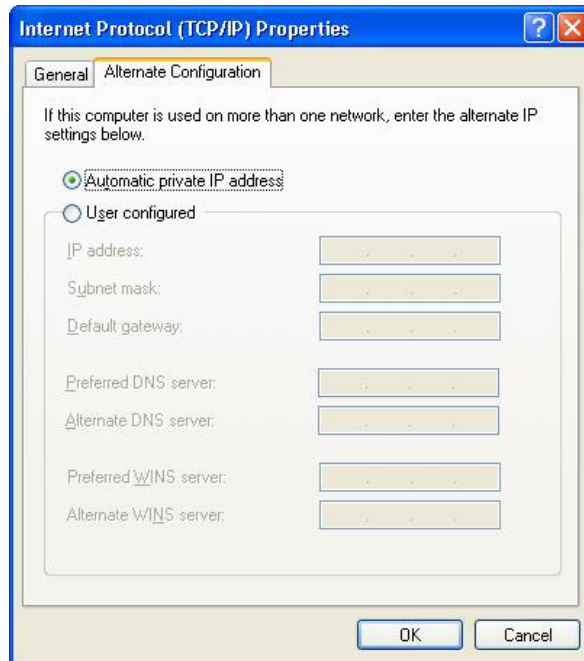 Internet Protocol (TCP/IP) Properties
General
Alternate Configuration
If this computer is used on more than one network, enter the alternate IP
settings below.
Automatic private IP address
User configured
IP address:
Subnet mask:
Default gateway:
Preferred DNS server:
Alternate DNS server:
Preferred WINS server:
Alternate WINS server:
OK
Cancel